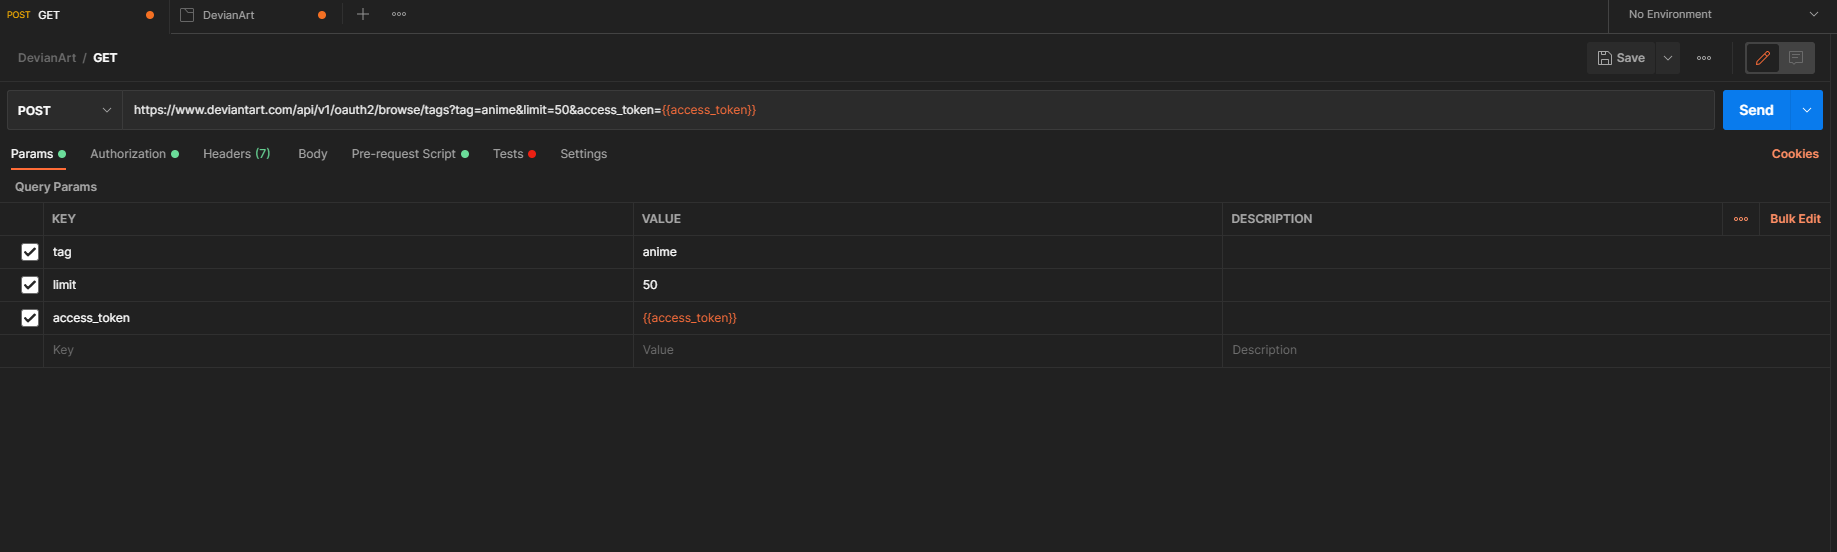 POST GET DevianArt No Environment
DevianArt / GET Save
POST https://www.deviantart.com/api/v1/oauth2/browse/tags?tag=anime&limit=50&access_token={{access_token}} Send
Params Authorization Headers (7) Body Pre-request Script Tests Settings Cookies
Query Params
KEY VALUE DESCRIPTION Bulk Edit
tag anime
limit 50
access_token {{access_token}}
Key Value Description